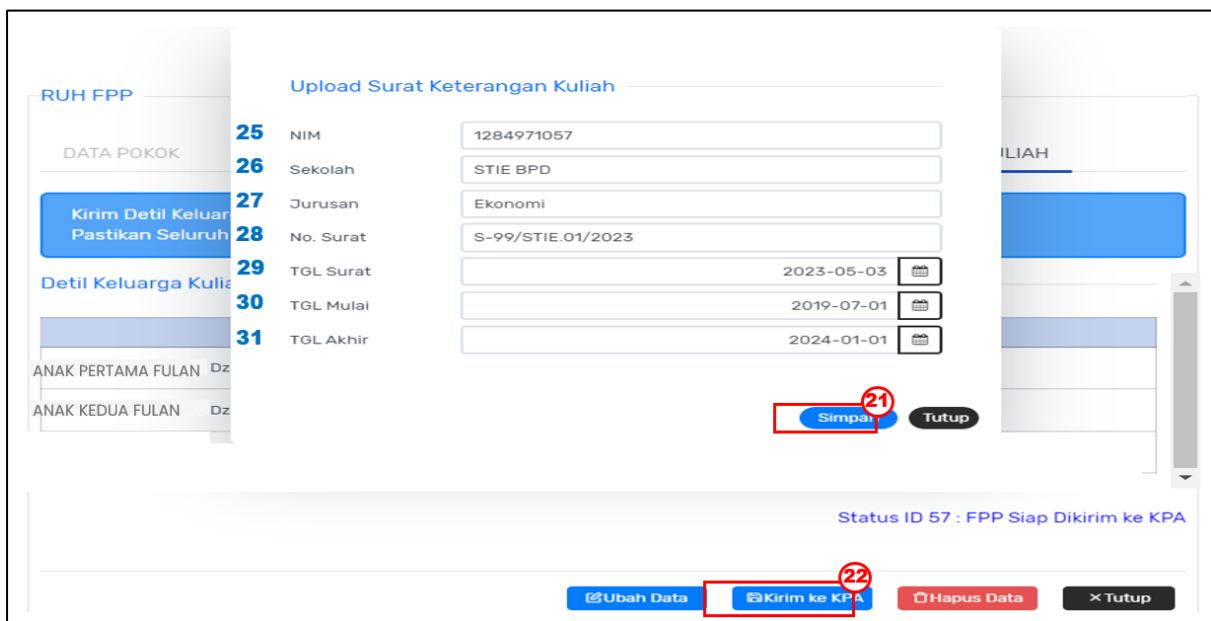 Upload Surat Keterangan Kuliah
RUH FPP
25 NIM 1284971057
DATA POKOK LIAH
26 Sekolah STIE BPD
27 Jurusan Ekonomi
Kirim Detil Keluar
28 No. Surat S-99/STIE.01/2023
Pastikan Seluruh
29 TGL Surat 2023-05-03
Detil Keluarga Kulia
30 TGL Mulai 2019-07-01
31 TGL Akhir 2024-01-01
ANAK PERTAMA FULAN Dz
ANAK KEDUA FULAN Dz
21
Simpan Tutup
Status ID 57 : FPP Siap Dikirim ke KPA
22
Ubah Data Kirim ke KPA Hapus Data Tutup